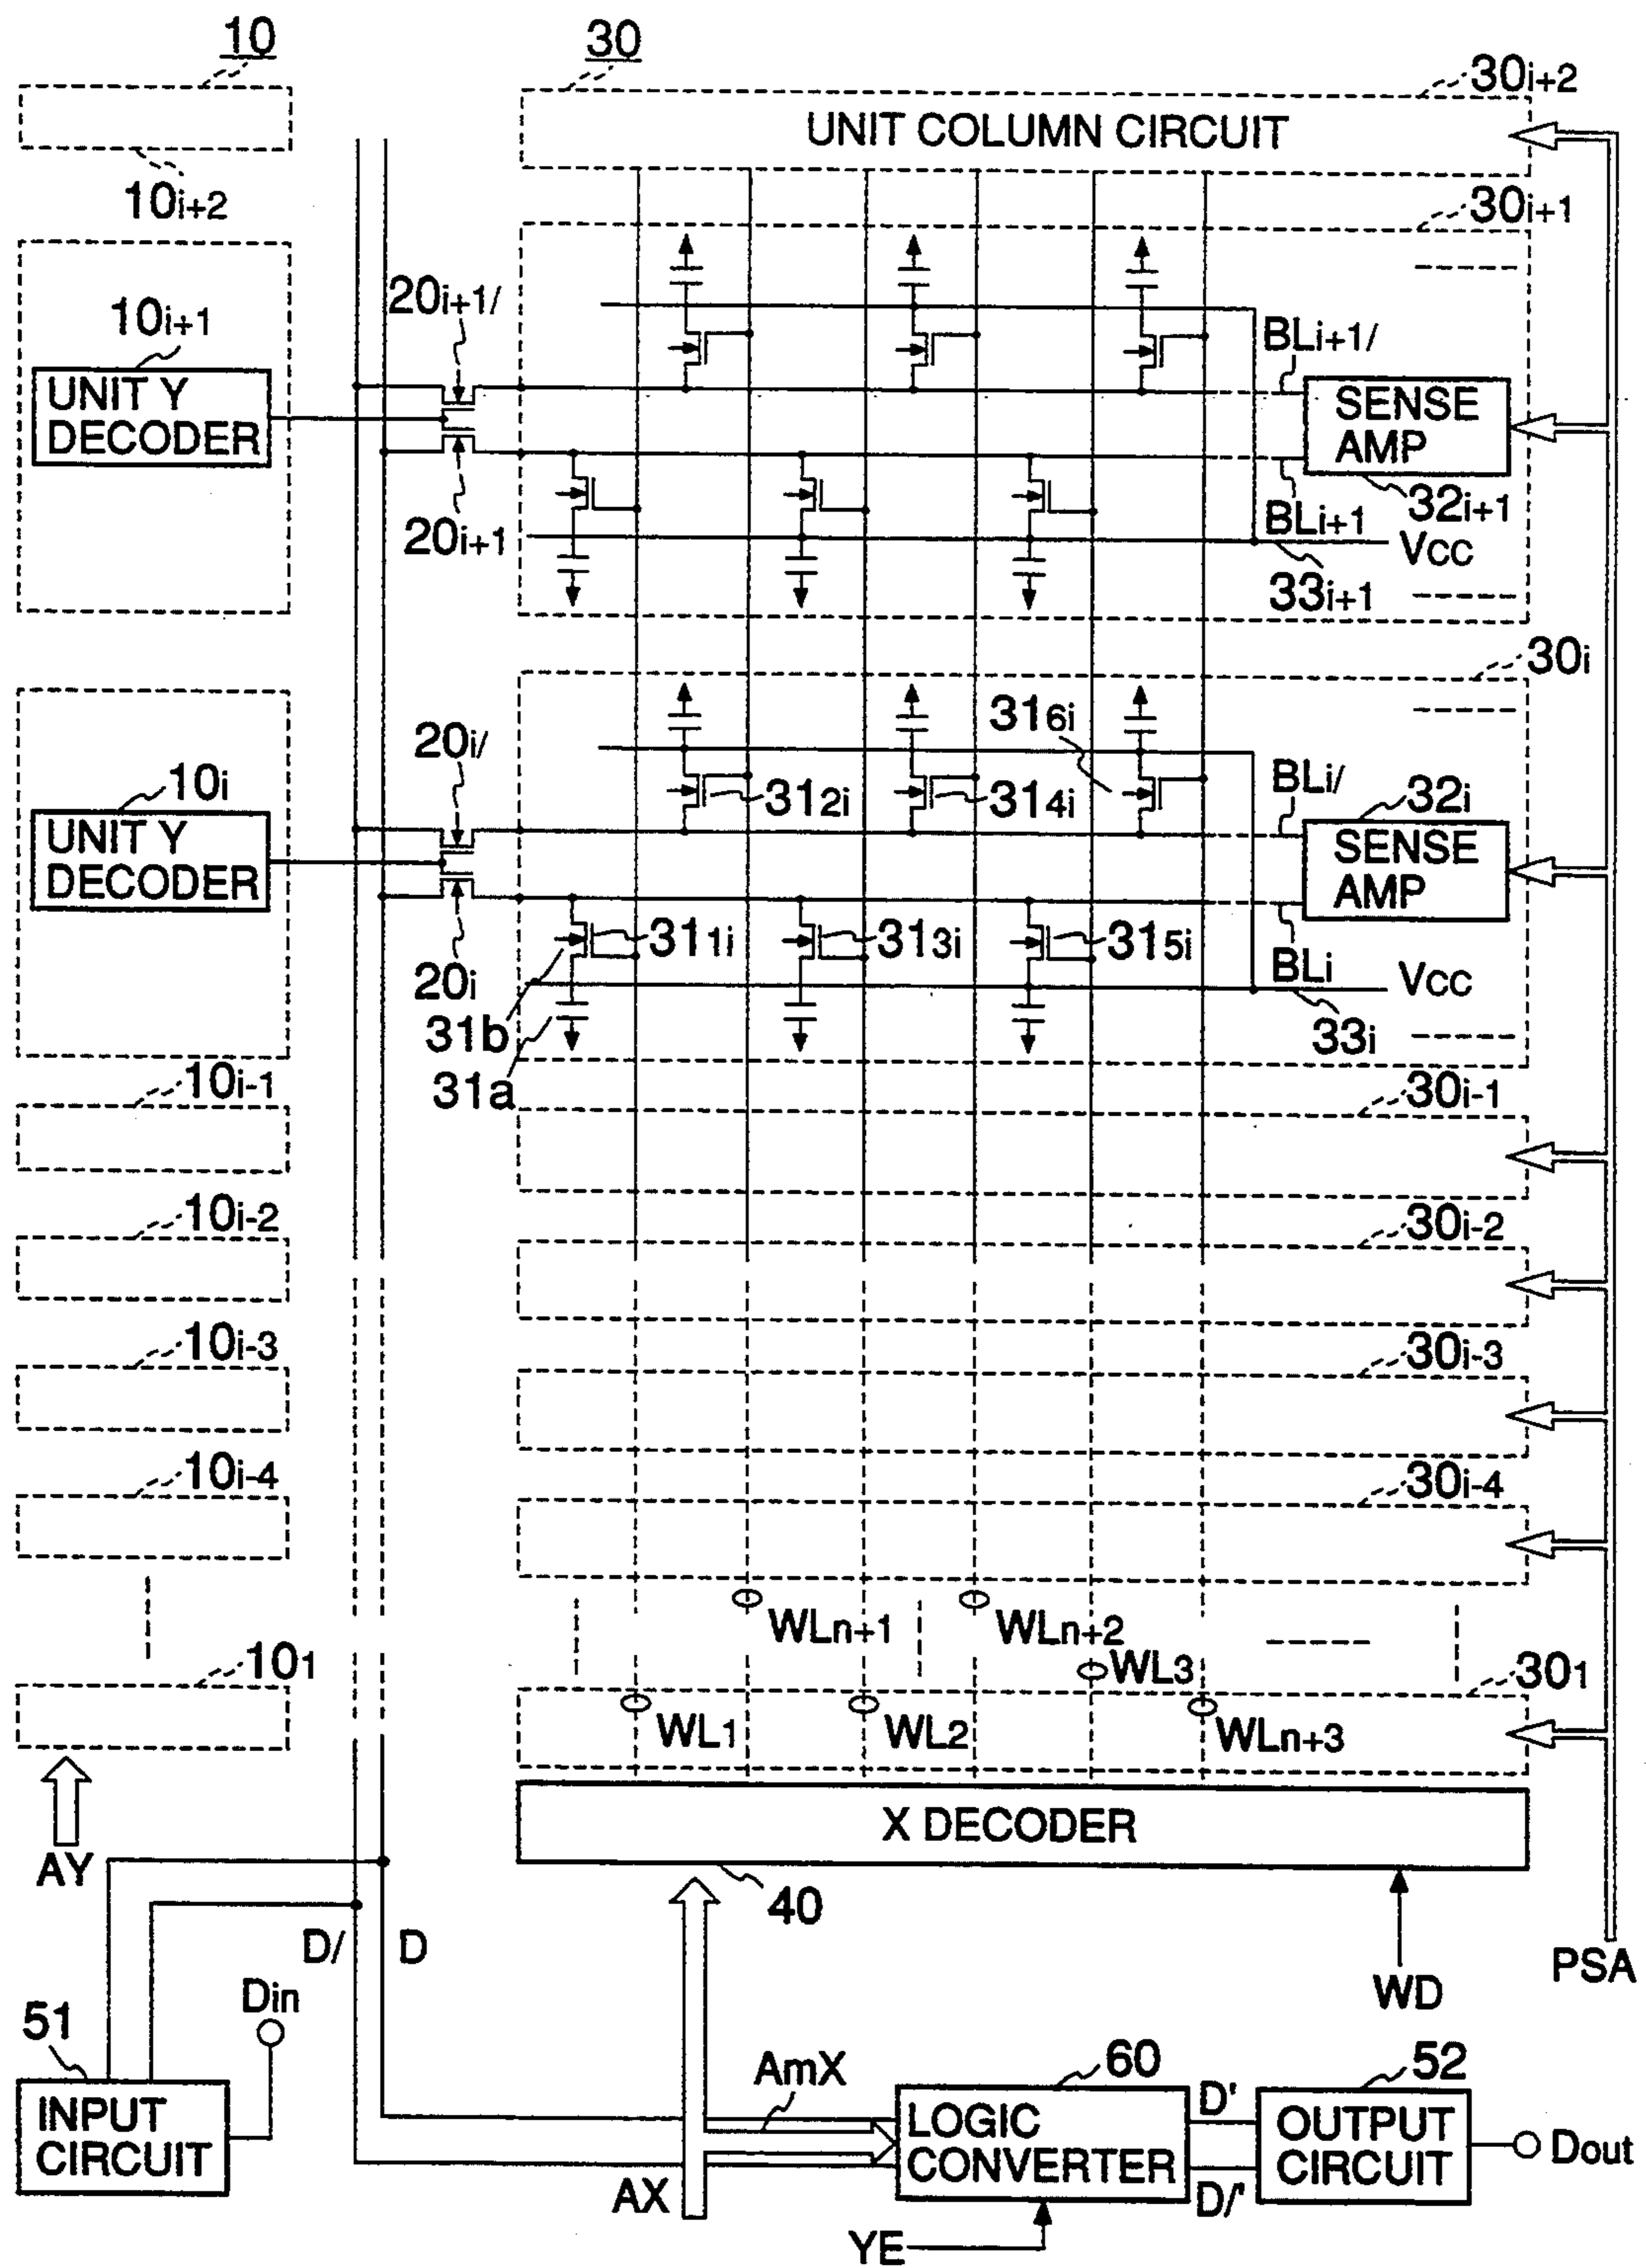 10
30
30i+2
UNIT COLUMN CIRCUIT
10i+2
30i+1
20i+1/
10i+1
BLi+1/
UNIT Y
DECODER
SENSE
AMP
32i+1
20i+1
BLi+1
VCC
33i+1
30i
316i
20i/
10i
312i
314i
BLi/
32i
UNIT Y
DECODER
SENSE
AMP
311i
313i
315i
20i
BLi
VCC
31b
33i
31a
10i-1
30i-1
10i-2
30i-2
10i-3
30i-3
10i-4
30i-4
WLn+1
WLn+2
WL3
101
301
WL1
WL2
WLn+3
X DECODER
AY
40
D/
D
PSA
Din
WD
51
AmX
60
52
INPUT
CIRCUIT
LOGIC
CONVERTER
D'
OUTPUT
CIRCUIT
Dout
AX
D/'
YE